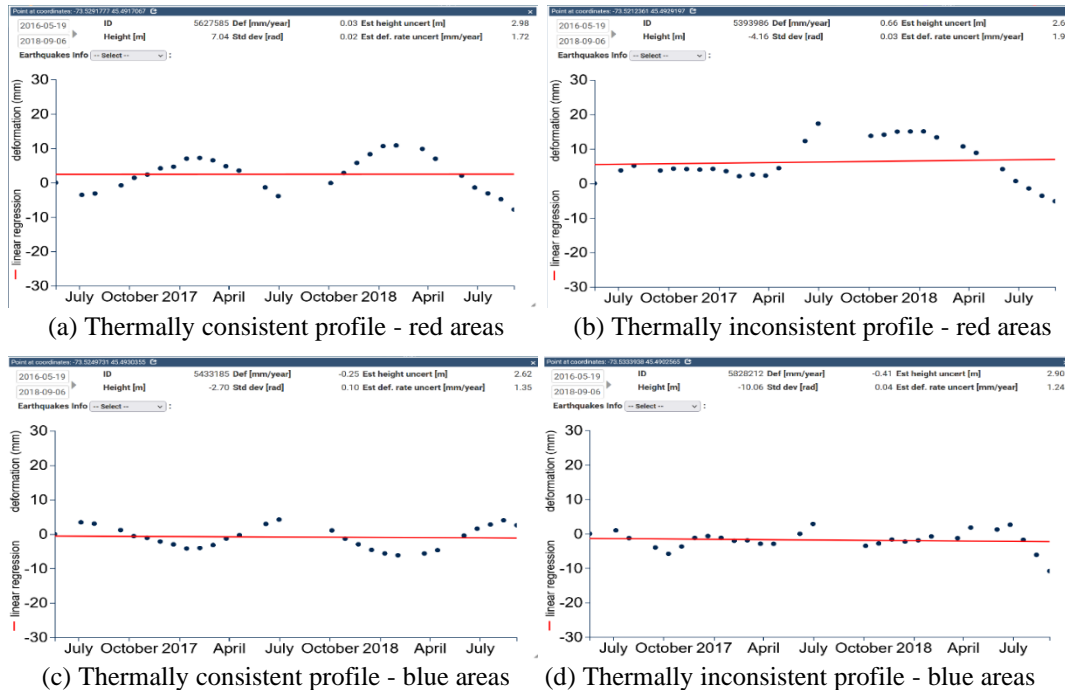 Point at coordinates: -73.5291777 45.4917067 x
2016-05-19 ID 5627585 Def [mm/year] 0.03 Est height uncert [m] 2.98
2018-09-06 Height [m] 7.04 Std dev [rad] 0.02 Est def. rate uncert [mm/year] 1.72
Earthquakes Info -- Select -- :
30
20
10
0
-10
-20
-30
deformation (mm)
linear regression
July October 2017 April July October 2018 April July
(a) Thermally consistent profile - red areas
Point at coordinates: -73.5212361 45.4929197
2016-05-19 ID 5393986 Def [mm/year] 0.66 Est height uncert [m] 2.6
2018-09-06 Height [m] -4.16 Std dev [rad] 0.03 Est def. rate uncert [mm/year] 1.9
Earthquakes Info -- Select -- :
30
20
10
0
-10
-20
-30
deformation (mm)
linear regression
July October 2017 April July October 2018 April July
(b) Thermally inconsistent profile - red areas
Point at coordinates: -73.5249731 45.4930355 x
2016-05-19 ID 5433185 Def [mm/year] -0.25 Est height uncert [m] 2.62
2018-09-06 Height [m] -2.70 Std dev [rad] 0.10 Est def. rate uncert [mm/year] 1.35
Earthquakes Info -- Select -- :
30
20
10
0
-10
-20
-30
deformation (mm)
linear regression
July October 2017 April July October 2018 April July
(c) Thermally consistent profile - blue areas
Point at coordinates: -73.5333938 45.4902565 x
2016-05-19 ID 5828212 Def [mm/year] -0.41 Est height uncert [m] 2.90
2018-09-06 Height [m] -10.06 Std dev [rad] 0.04 Est def. rate uncert [mm/year] 1.24
Earthquakes Info -- Select -- :
30
20
10
0
-10
-20
-30
deformation (mm)
linear regression
July October 2017 April July October 2018 April July
(d) Thermally inconsistent profile - blue areas